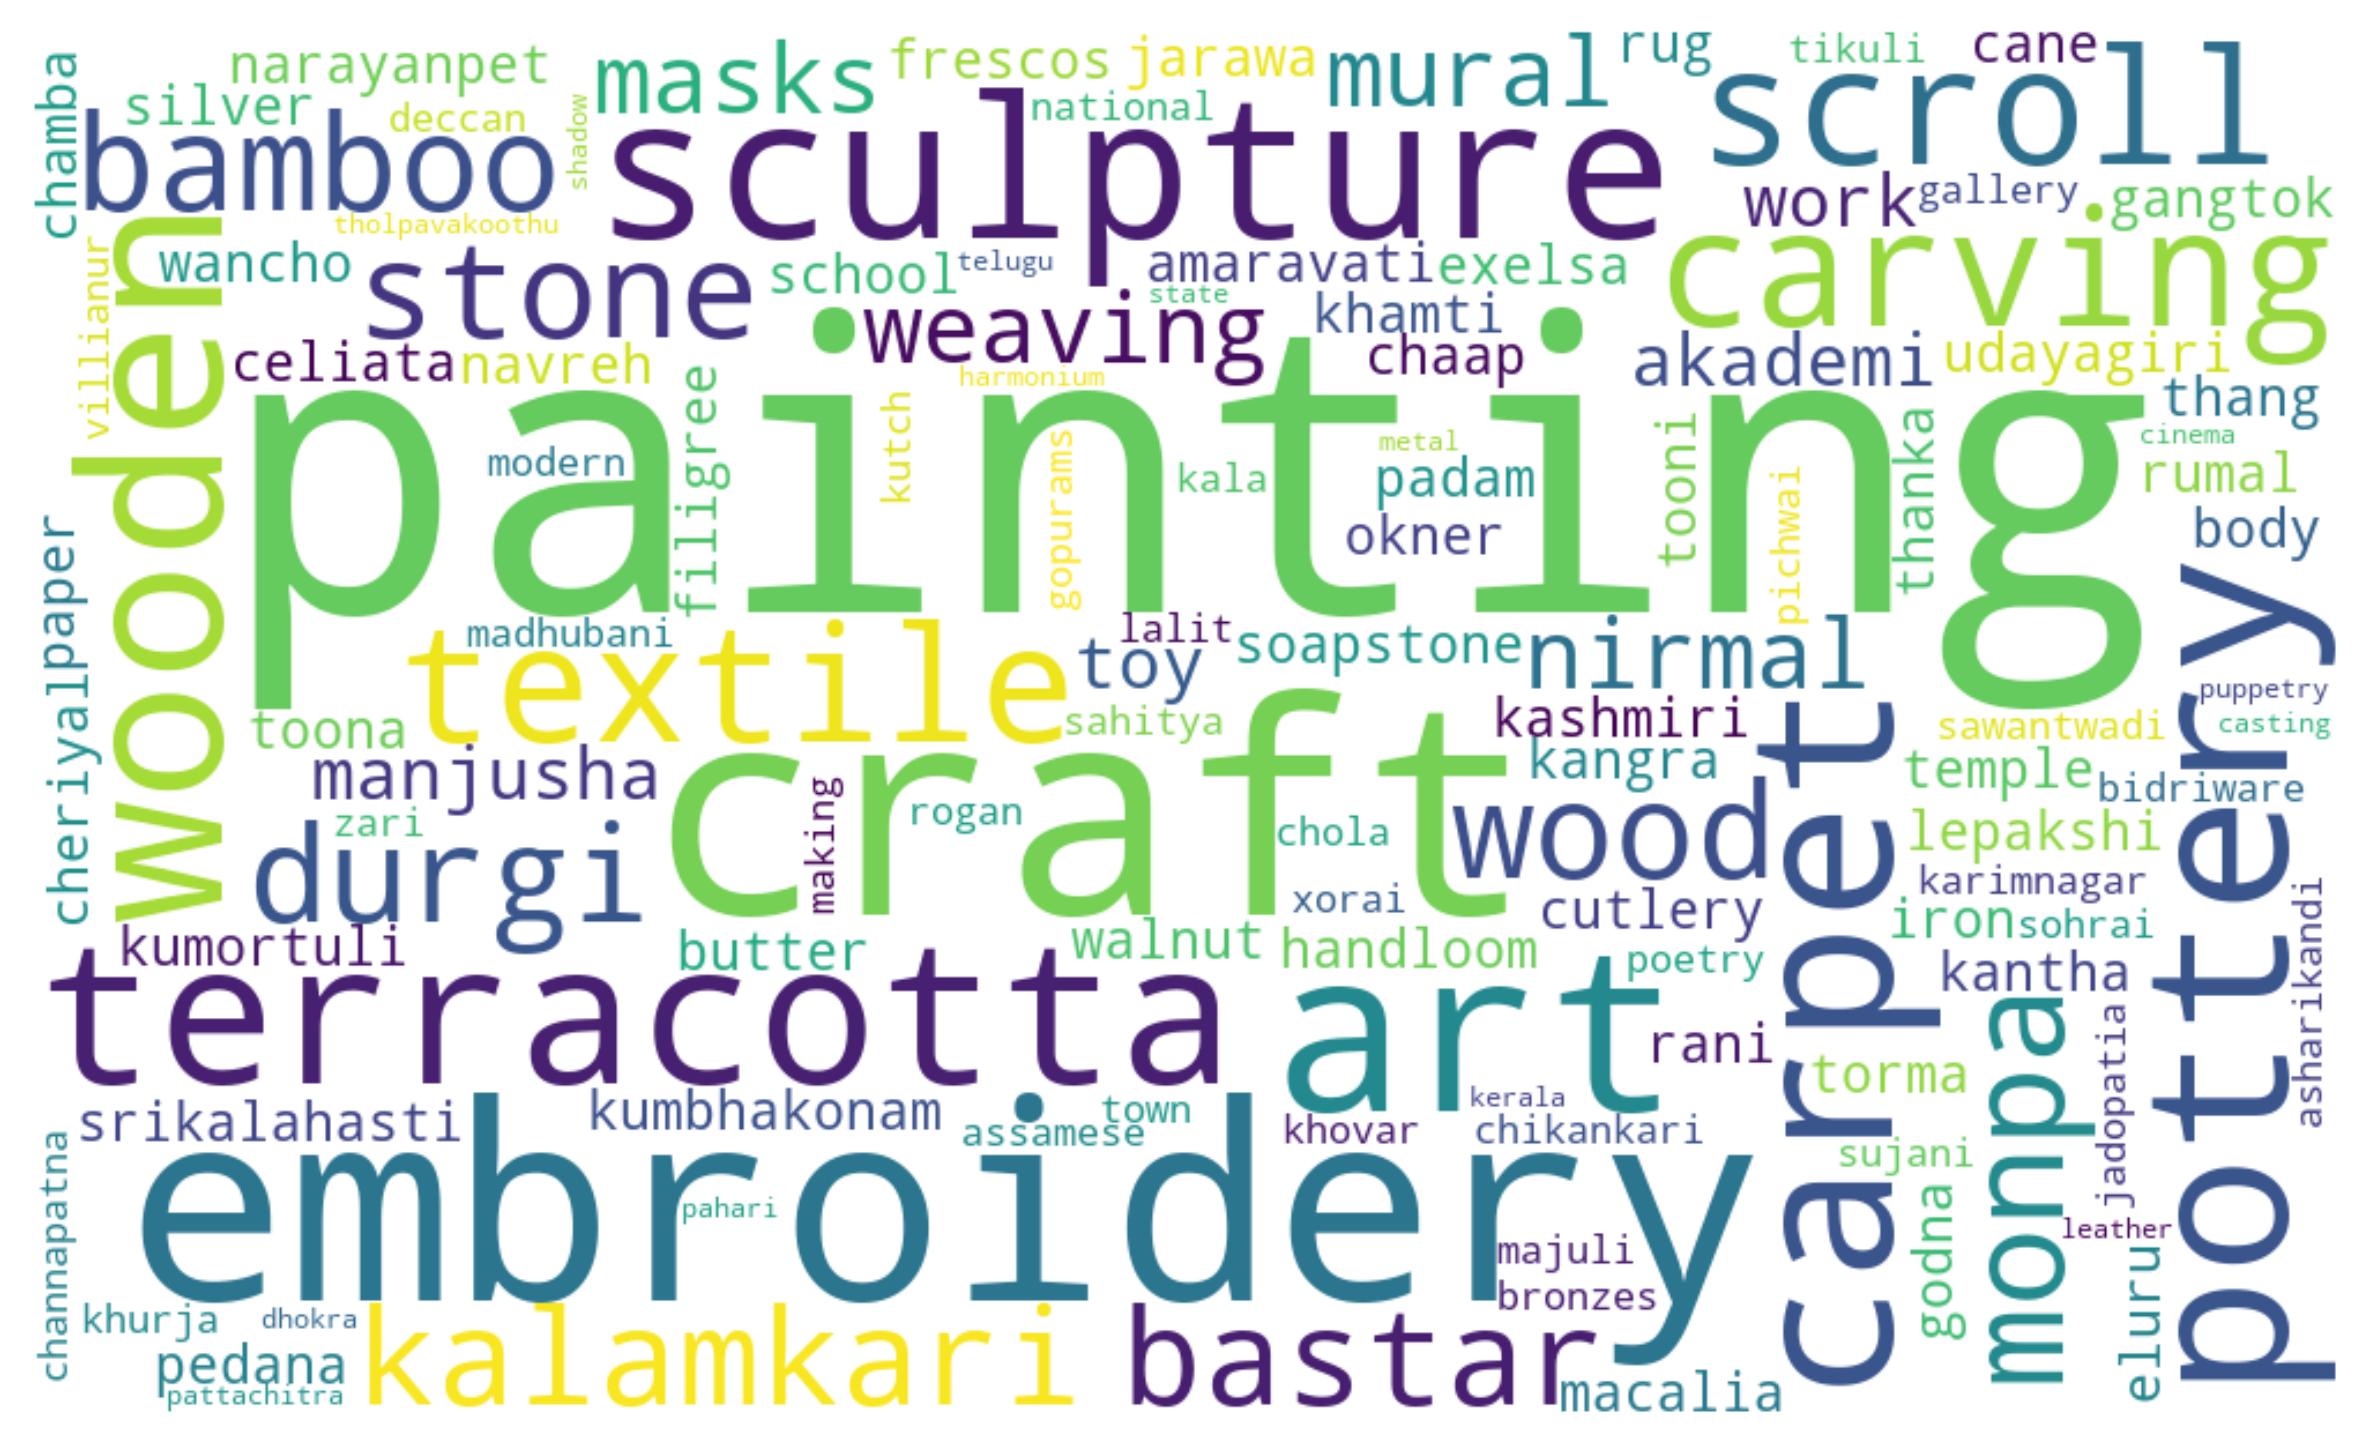 chamba
narayanpet
silver
deccan
shadow
masks
frescos
jarawa
national
mural
rug
tikuli
cane
scroll
bamboo
sculpture
work
gallery
gangtok
tholpavakoothu
villianur
wooden
wancho
stone
school
telugu
amaravati
exelsa
carving
state
weaving
khamti
chaap
akademi
udayagiri
celiata
navreh
harmonium
thang
painting
filigree
kutch
modern
gopurams
kala
metal
padam
okner
tooni
pichwai
thanka
cinema
rumal
body
cheriyalpaper
madhubani
textile
lalit
toy
soapstone
nirmal
pottery
puppetry
toona
sahitya
kashmiri
carpet
sawantwadi
casting
manjusha
craft
kangra
temple
bidriware
zari
making
rogan
chola
wood
lepakshi
durgi
xorai
cutlery
karimnagar
iron
sohrai
asharikandi
kumortuli
butter
walnut
handloom
poetry
kantha
terracotta
art
rani
monpa
jadopatia
torma
srikalahasti
kumbhakonam
town
assamese
kerala
khovar
chikankari
sujani
channapatna
embroidery
pahari
godna
leather
majuli
eluru
bronzes
khurja
dhokra
kalamkari
bastar
pedana
pattachitra
macalia